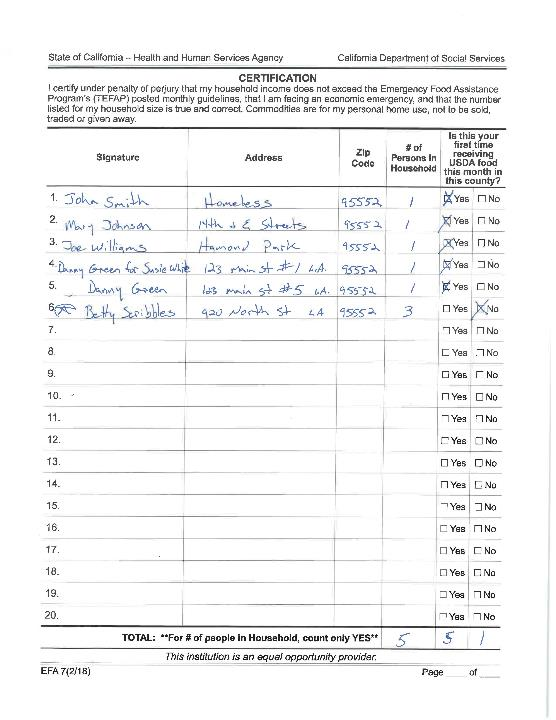 State of California – Health and Human Services Agency California Department of Social Services
CERTIFICATION
I certify under penalty of perjury that my household income does not exceed the Emergency Food Assistance
Program's (TEFAP) posted monthly guidelines, that I am facing an economic emergency, and that the number
listed for my household size is true and correct. Commodities are for my personal home use, not to be sold,
traded or given away.
Signature Address Zip Code # of Persons In Household Is this your first time receiving USDA food this month in this county?
1. John Smith Homeless 95552 1 ☒ Yes ☐ No
2. Mary Johnson 14th & E Streets 95552 1 ☒ Yes ☐ No
3. Joe Williams Hamond Park 95552 1 ☒ Yes ☐ No
4. Danny Green for Susie White 123 main st #1 LA. 95552 1 ☒ Yes ☐ No
5. Danny Green 123 main st #5 LA. 95552 1 ☒ Yes ☐ No
6. Betty Scribbles 920 North St LA 95552 3 ☐ Yes ☒ No
7. ☐ Yes ☐ No
8. ☐ Yes ☐ No
9. ☐ Yes ☐ No
10. ☐ Yes ☐ No
11. ☐ Yes ☐ No
12. ☐ Yes ☐ No
13. ☐ Yes ☐ No
14. ☐ Yes ☐ No
15. ☐ Yes ☐ No
16. ☐ Yes ☐ No
17. ☐ Yes ☐ No
18. ☐ Yes ☐ No
19. ☐ Yes ☐ No
20. ☐ Yes ☐ No
TOTAL: **For # of people in Household, count only YES** 5 5 1
This institution is an equal opportunity provider.
EFA 7(2/18) Page ____ of ____